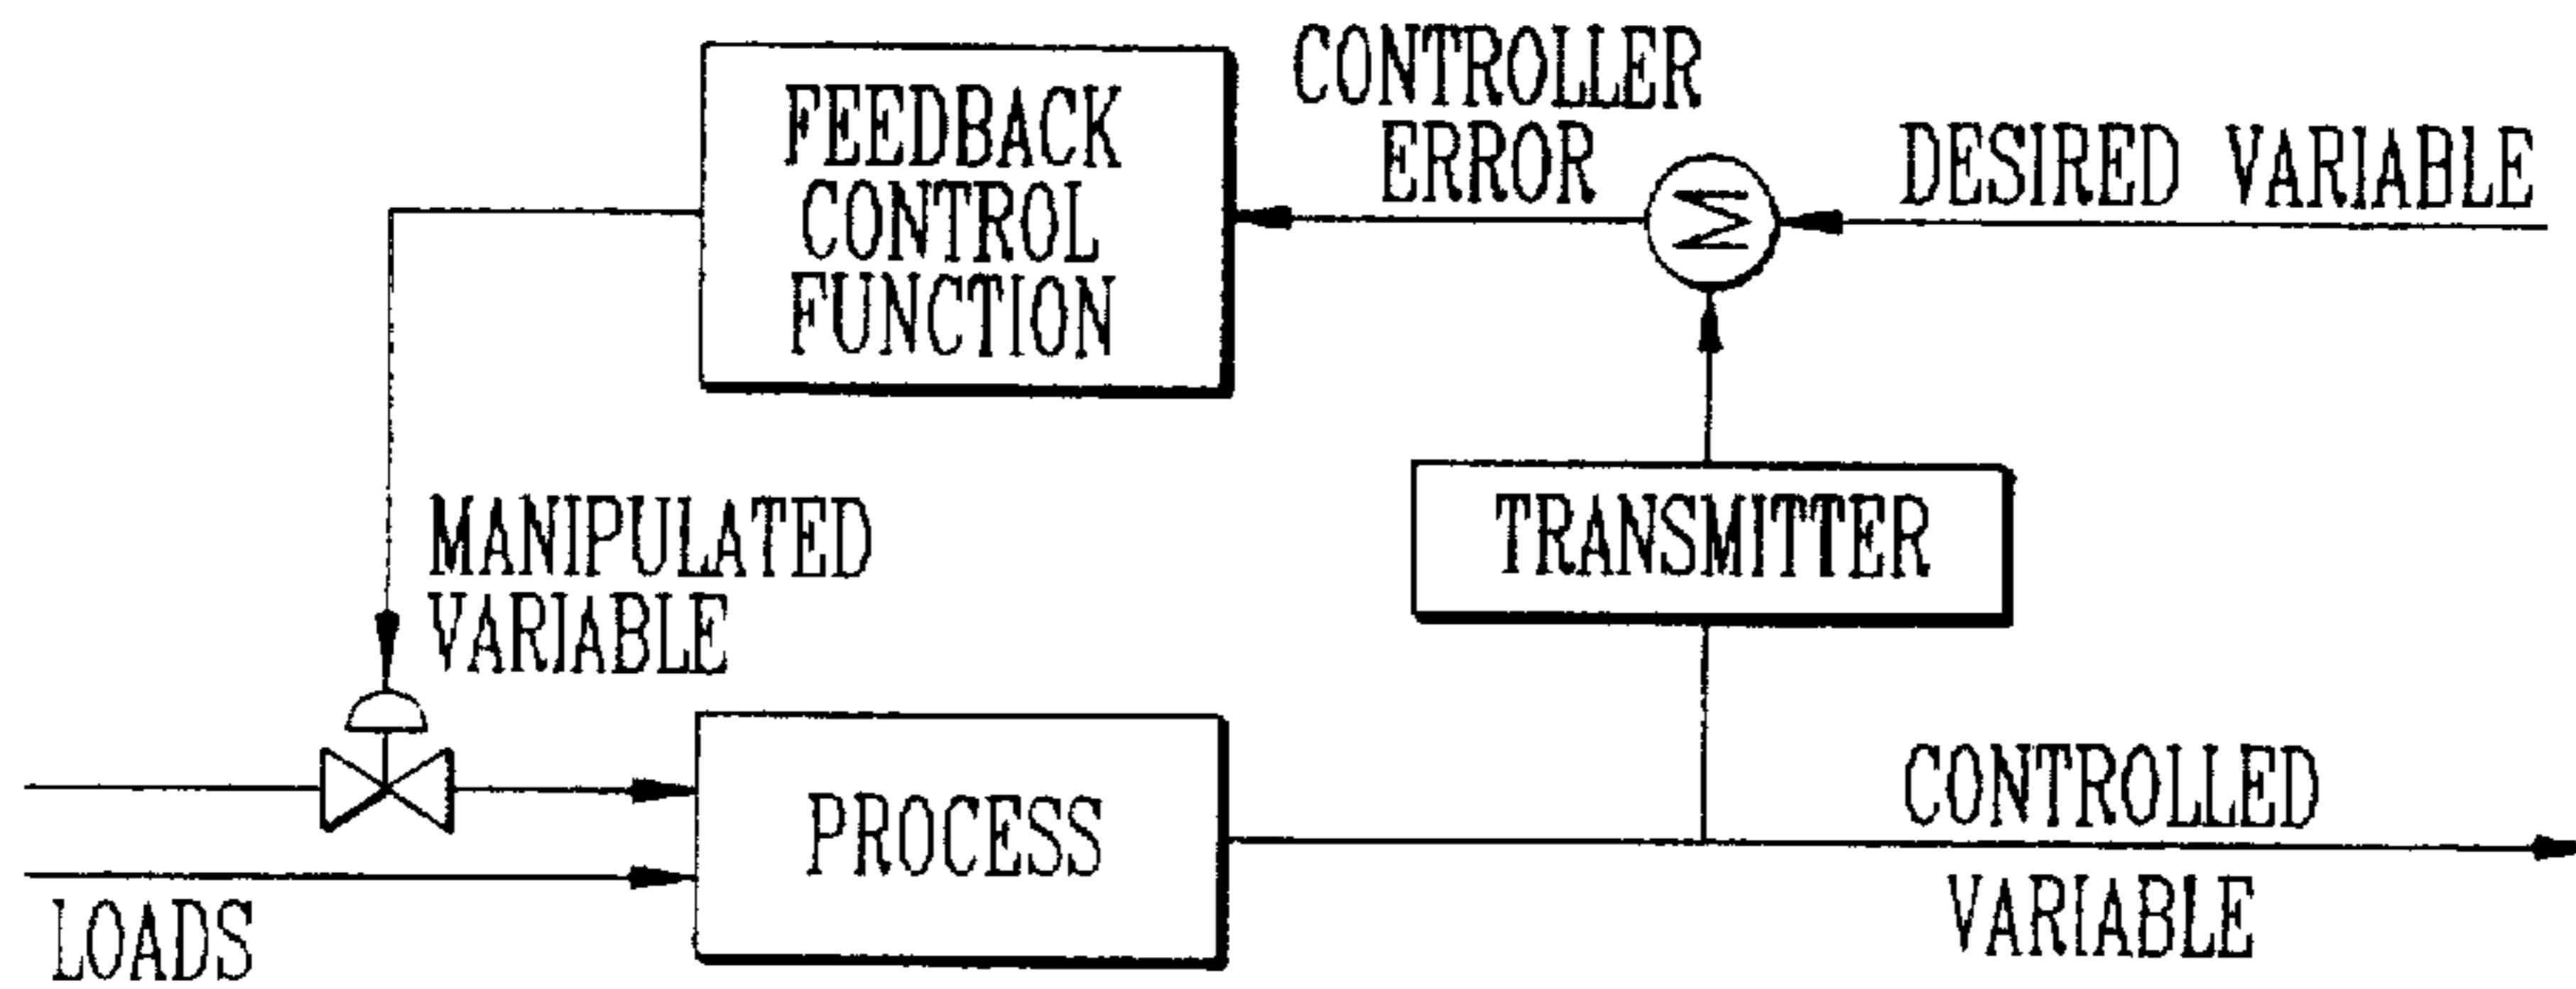 FEEDBACK
CONTROL
FUNCTION
CONTROLLER
ERROR
DESIRED VARIABLE
Σ
MANIPULATED
VARIABLE
TRANSMITTER
PROCESS
LOADS
CONTROLLED
VARIABLE